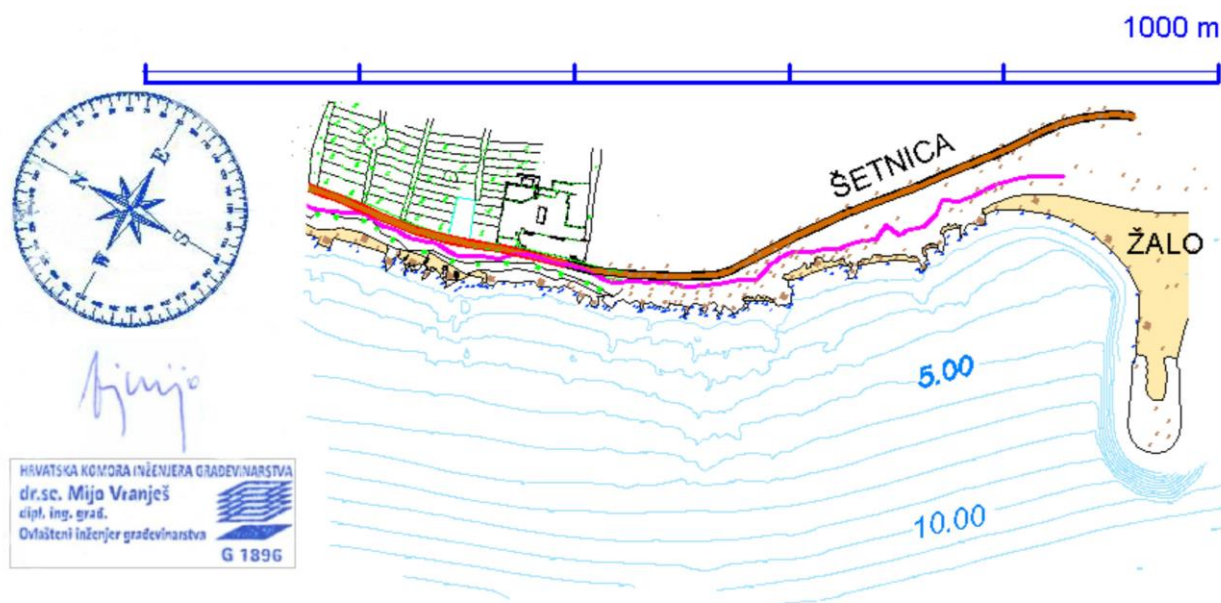 1000 m
N
E
S
W
ŠETNICA
ŽALO
5.00
10.00
HRVATSKA KOMORA INŽENJERA GRAĐEVINARSTVA
dr.sc. Mijo Vranješ
dipl. ing. građ.
Ovlašteni inženjer građevinarstva
G 1896